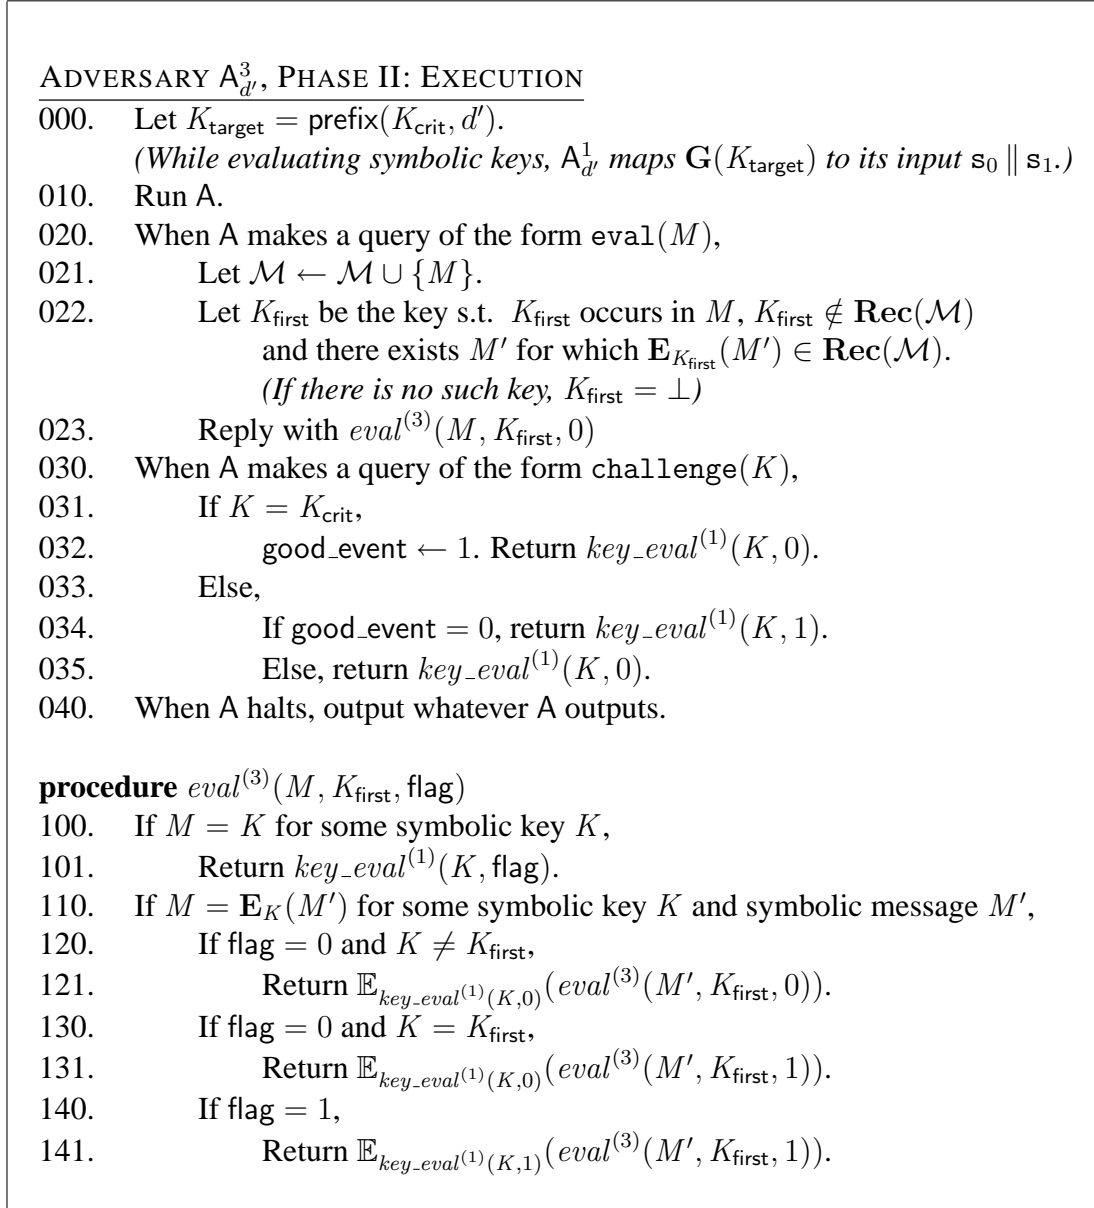 ADVERSARY A³_{d′}, PHASE II: EXECUTION
000. Let K_target = prefix(K_crit, d′).
(While evaluating symbolic keys, A¹_{d′} maps G(K_target) to its input s₀ ∥ s₁.)
010. Run A.
020. When A makes a query of the form eval(M),
021. Let ℳ ← ℳ ∪ {M}.
022. Let K_first be the key s.t. K_first occurs in M, K_first ∉ Rec(ℳ)
and there exists M′ for which E_{K_first}(M′) ∈ Rec(ℳ).
(If there is no such key, K_first = ⊥)
023. Reply with eval⁽³⁾(M, K_first, 0)
030. When A makes a query of the form challenge(K),
031. If K = K_crit,
032. good_event ← 1. Return key_eval⁽¹⁾(K, 0).
033. Else,
034. If good_event = 0, return key_eval⁽¹⁾(K, 1).
035. Else, return key_eval⁽¹⁾(K, 0).
040. When A halts, output whatever A outputs.
procedure eval⁽³⁾(M, K_first, flag)
100. If M = K for some symbolic key K,
101. Return key_eval⁽¹⁾(K, flag).
110. If M = E_K(M′) for some symbolic key K and symbolic message M′,
120. If flag = 0 and K ≠ K_first,
121. Return 𝔼_{key_eval⁽¹⁾(K,0)}(eval⁽³⁾(M′, K_first, 0)).
130. If flag = 0 and K = K_first,
131. Return 𝔼_{key_eval⁽¹⁾(K,0)}(eval⁽³⁾(M′, K_first, 1)).
140. If flag = 1,
141. Return 𝔼_{key_eval⁽¹⁾(K,1)}(eval⁽³⁾(M′, K_first, 1)).